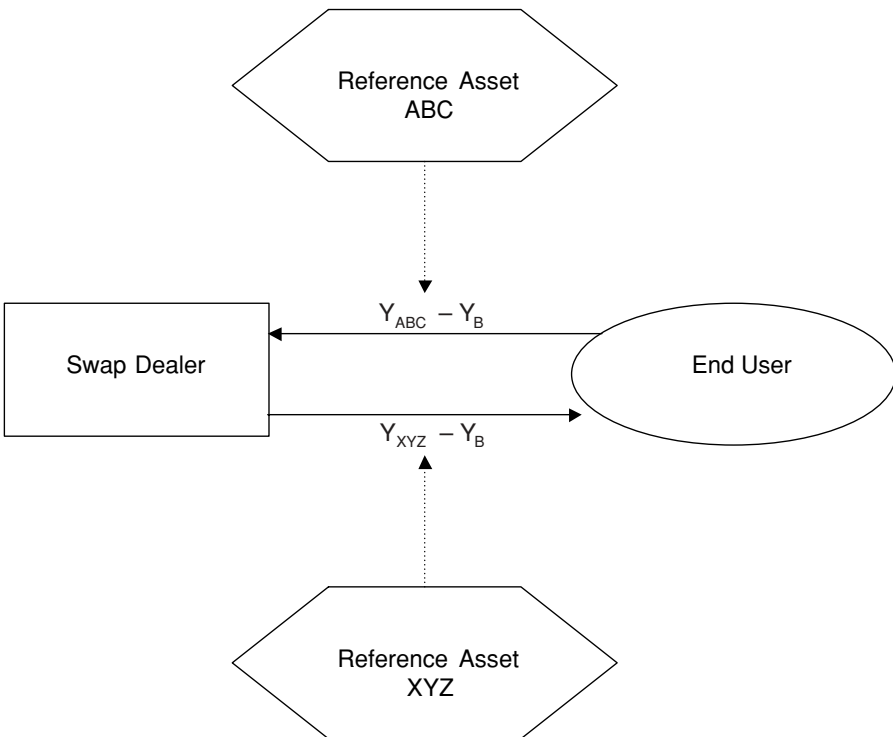 Reference Asset
ABC
Y_ABC – Y_B
Swap Dealer
End User
Y_XYZ – Y_B
Reference Asset
XYZ